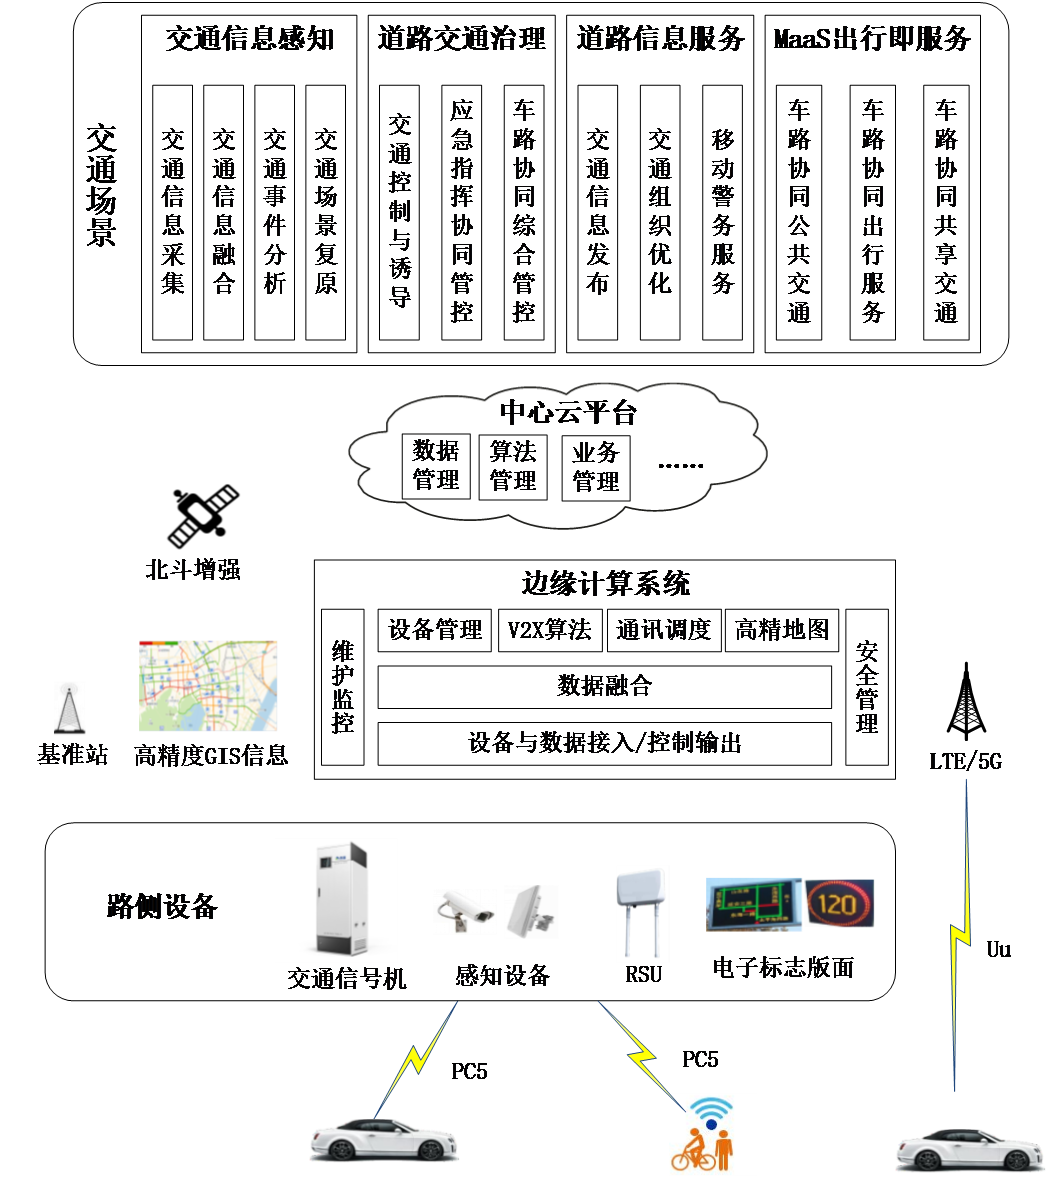 交通场景
交通信息感知
交通信息采集
交通信息融合
交通事件分析
交通场景复原
道路交通治理
交通控制与诱导
应急指挥协同管控
车路协同综合管控
道路信息服务
交通信息发布
交通组织优化
移动警务服务
MaaS出行即服务
车路协同公共交通
车路协同出行服务
车路协同共享交通
中心云平台
数据
管理
算法
管理
业务
管理
……
北斗增强
基准站
高精度GIS信息
边缘计算系统
维护监控
设备管理
V2X算法
通讯调度
高精地图
数据融合
设备与数据接入/控制输出
安全管理
LTE/5G
Uu
路侧设备
交通信号机
感知设备
RSU
120
电子标志版面
PC5
PC5